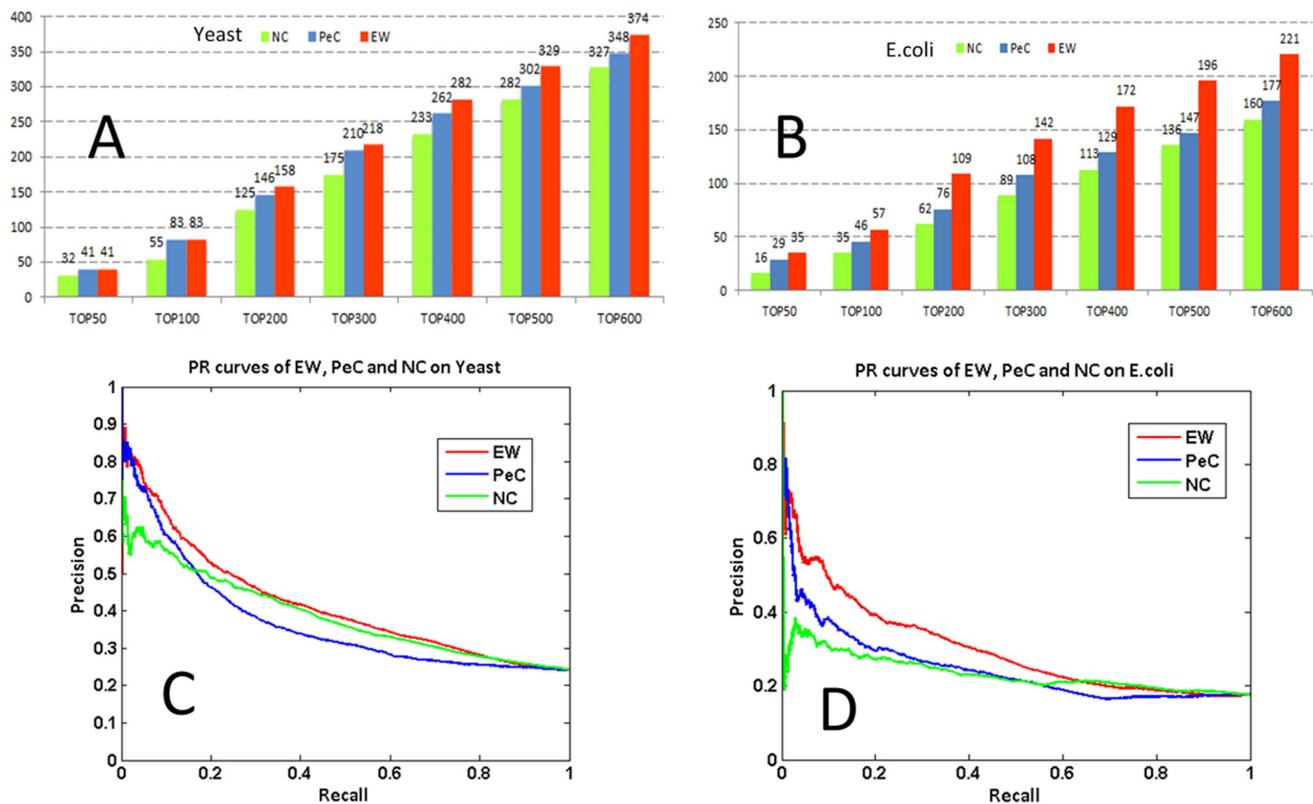 400
350
300
250
200
150
100
50
0
Yeast
NC PeC EW
A
32 41 41
55 83 83
125 146 158
175 210 218
233 262 282
282 302 329
327 348 374
TOP50 TOP100 TOP200 TOP300 TOP400 TOP500 TOP600
250
200
150
100
50
0
E.coli
NC PeC EW
B
16 29 35
35 46 57
62 76 109
89 108 142
113 129 172
136 147 196
160 177 221
TOP50 TOP100 TOP200 TOP300 TOP400 TOP500 TOP600
PR curves of EW, PeC and NC on Yeast
1
0.9
0.8
0.7
0.6
0.5
0.4
0.3
0.2
0.1
0
Precision
EW
PeC
NC
C
0 0.2 0.4 0.6 0.8 1
Recall
PR curves of EW, PeC and NC on E.coli
1
0.8
0.6
0.4
0.2
0
Precision
EW
PeC
NC
D
0 0.2 0.4 0.6 0.8 1
Recall